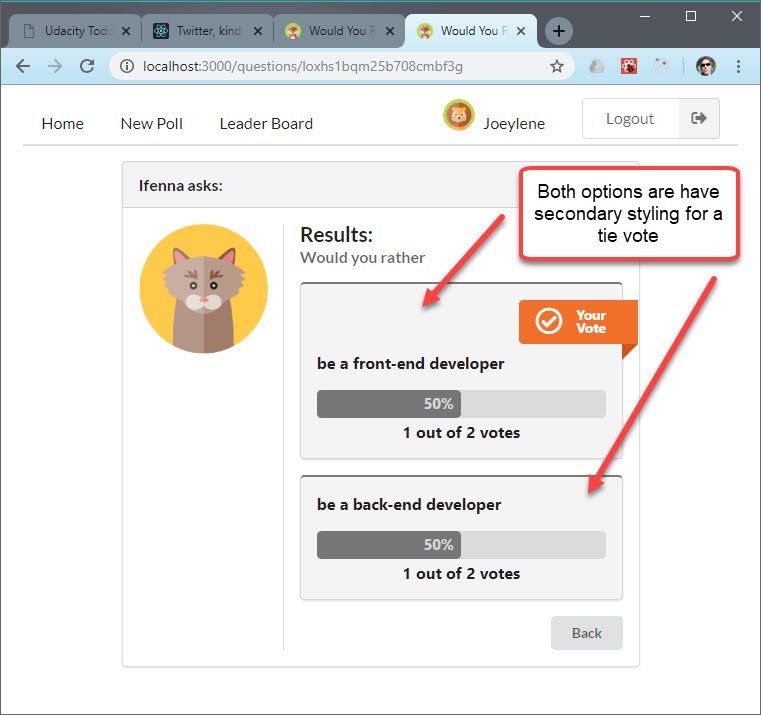 Udacity Todo
Twitter, kind
Would You R
Would You R
localhost:3000/questions/loxhs1bqm25b708cmbf3g
Home
New Poll
Leader Board
Joeylene
Logout
Ifenna asks:
Both options are have
secondary styling for a
tie vote
Results:
Would you rather
Your
Vote
be a front-end developer
50%
1 out of 2 votes
be a back-end developer
50%
1 out of 2 votes
Back